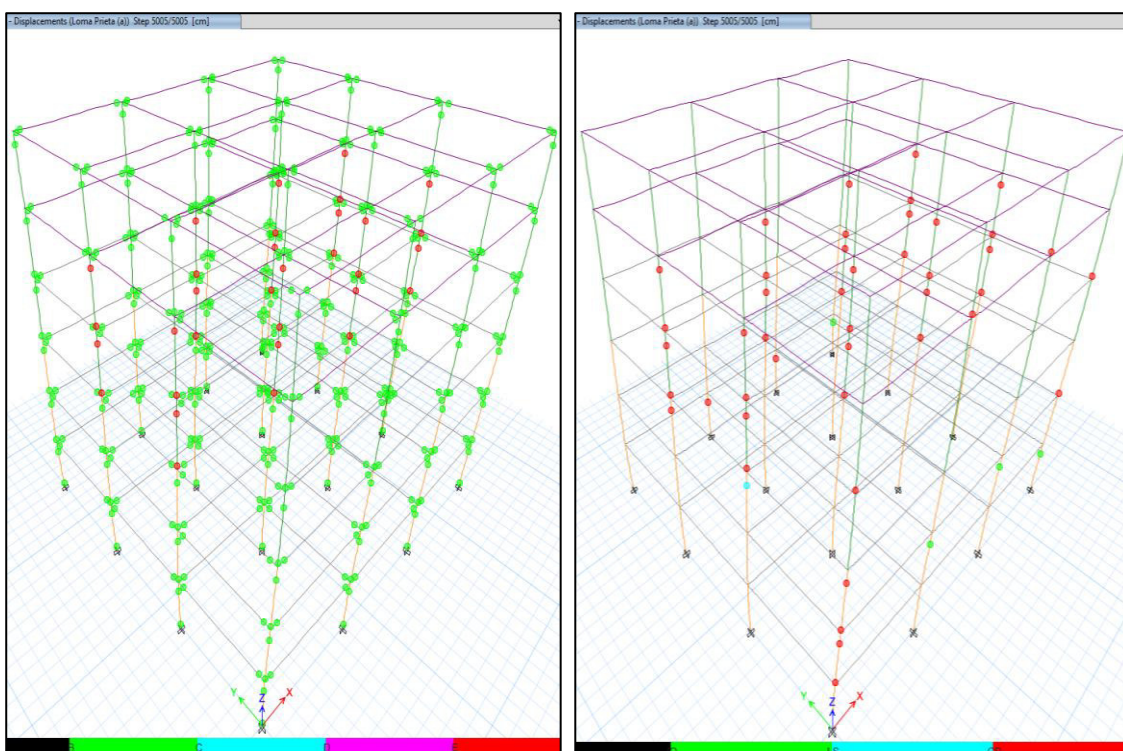 - Displacements (Loma Prieta (a))  Step 5005/5005  [cm]
Y
Z
X
B
C
D
E
- Displacements (Loma Prieta (a))  Step 5005/5005  [cm]
Y
Z
X